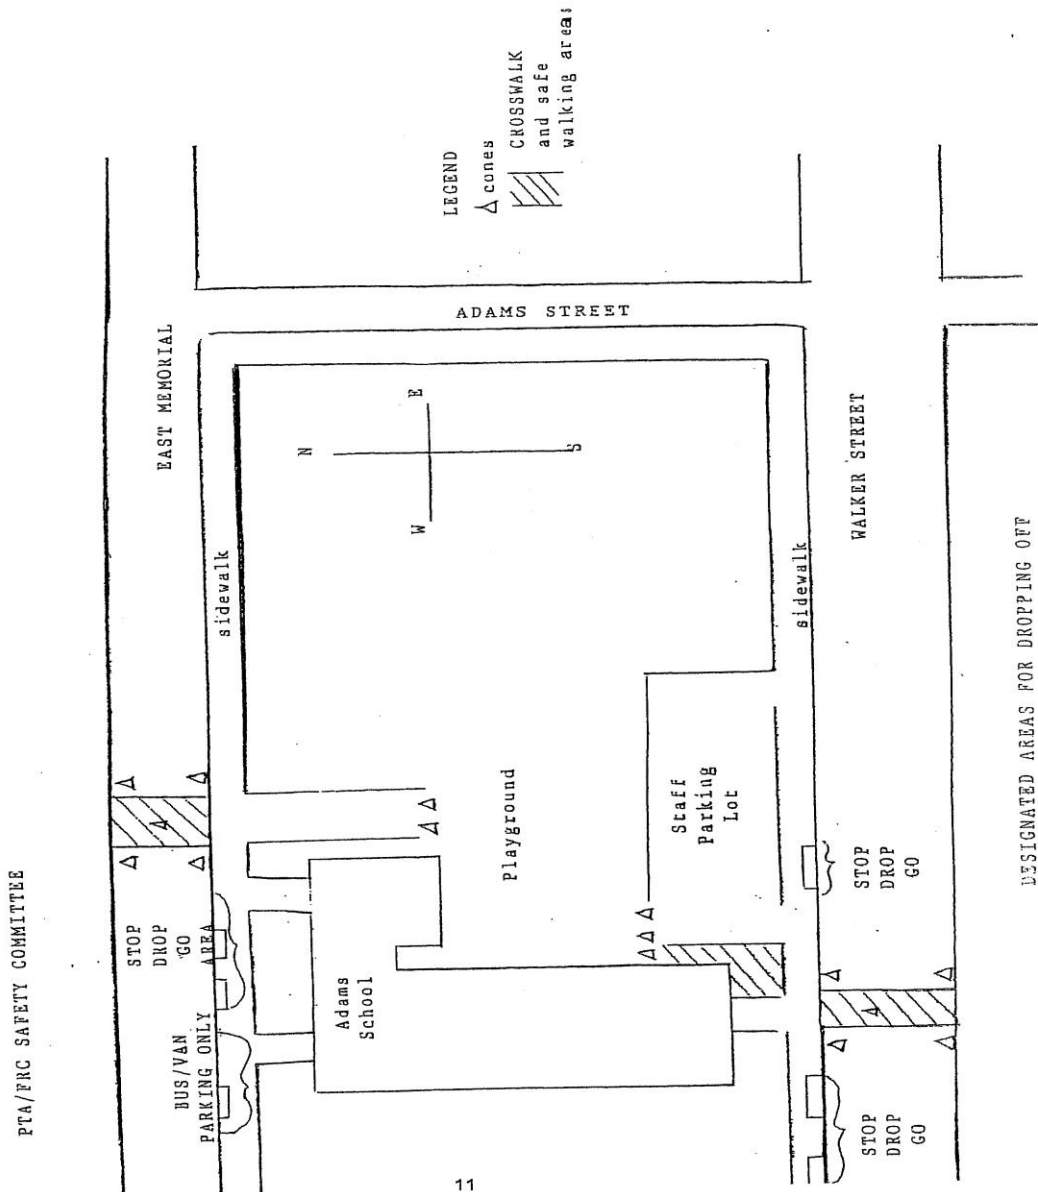 PTA/FRC SAFETY COMMITTEE
EAST MEMORIAL
sidewalk
STOP
DROP
GO
AREA
BUS/VAN
PARKING ONLY
LEGEND
cones
CROSSWALK
and safe
walking areas
ADAMS STREET
N
E
S
W
Playground
Adams
School
Staff
Parking
Lot
sidewalk
WALKER STREET
STOP
DROP
GO
STOP
DROP
GO
DESIGNATED AREAS FOR DROPPING OFF
11